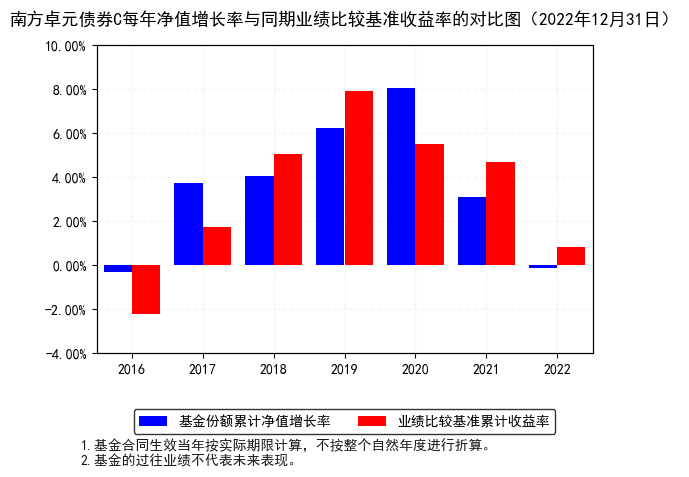 南方卓元债券C每年净值增长率与同期业绩比较基准收益率的对比图（2022年12月31日）
10.00%
8.00%
6.00%
4.00%
2.00%
0.00%
-2.00%
-4.00%
2016 2017 2018 2019 2020 2021 2022
基金份额累计净值增长率 业绩比较基准累计收益率
1.基金合同生效当年按实际期限计算，不按整个自然年度进行折算。
2.基金的过往业绩不代表未来表现。